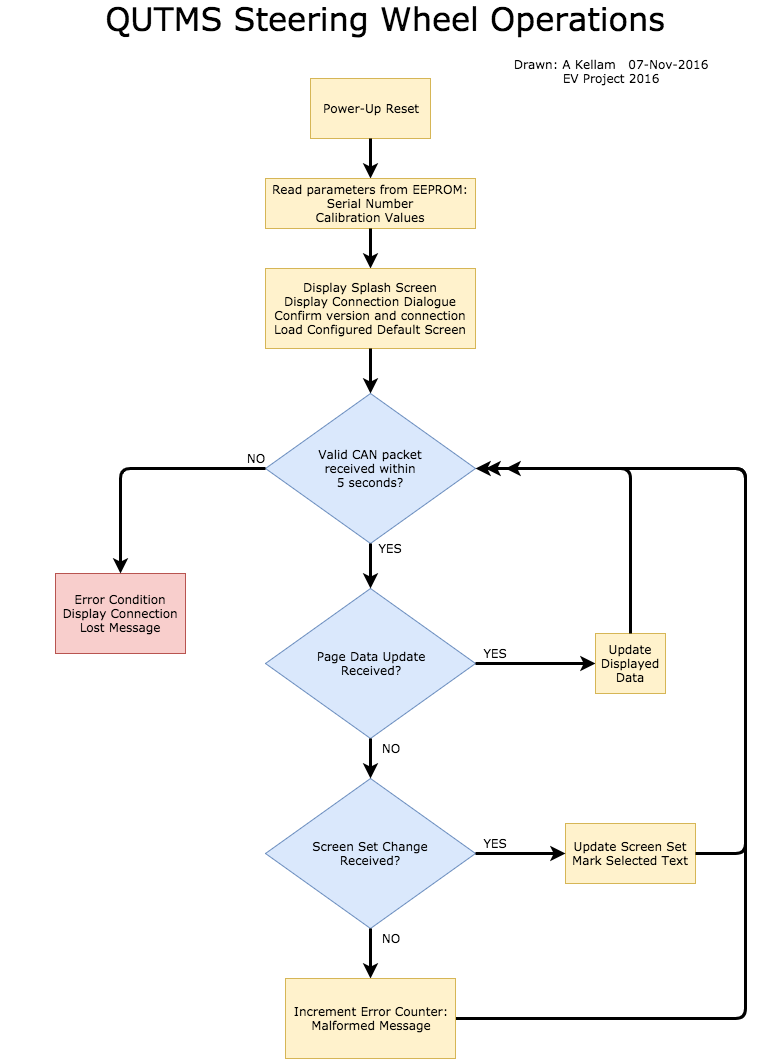 QUTMS Steering Wheel Operations
Drawn: A Kellam 07-Nov-2016
EV Project 2016
Power-Up Reset
Read parameters from EEPROM:
Serial Number
Calibration Values
Display Splash Screen
Display Connection Dialogue
Confirm version and connection
Load Configured Default Screen
Valid CAN packet
received within
5 seconds?
NO
YES
Error Condition
Display Connection
Lost Message
Page Data Update
Received?
YES
Update
Displayed
Data
NO
Screen Set Change
Received?
YES
Update Screen Set
Mark Selected Text
NO
Increment Error Counter:
Malformed Message